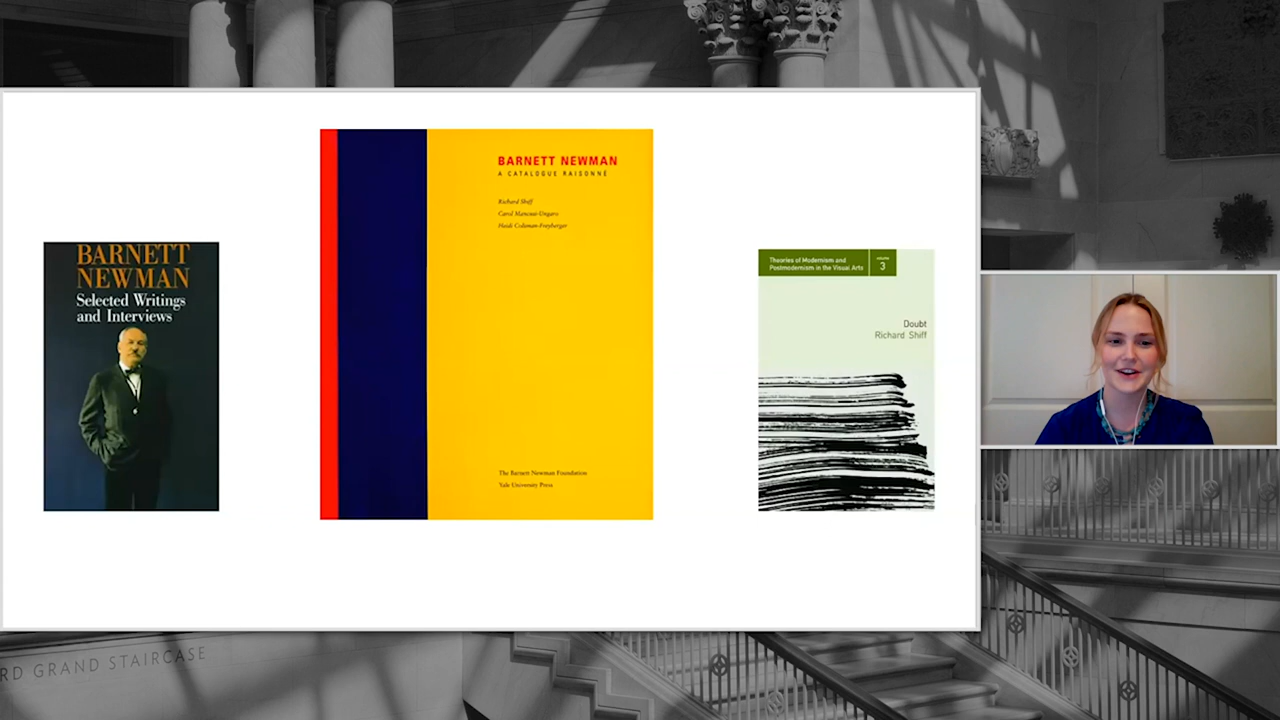 BARNETT
NEWMAN
Selected Writings
and Interviews
BARNETT NEWMAN
A CATALOGUE RAISONNÉ
Richard Shiff
Carol Mancusi-Ungaro
Heidi Colsman-Freyberger
The Barnett Newman Foundation
Yale University Press
Theories of Modernism and
Postmodernism in the Visual Arts
volume
3
Doubt
Richard Shiff
RD GRAND STAIRCASE